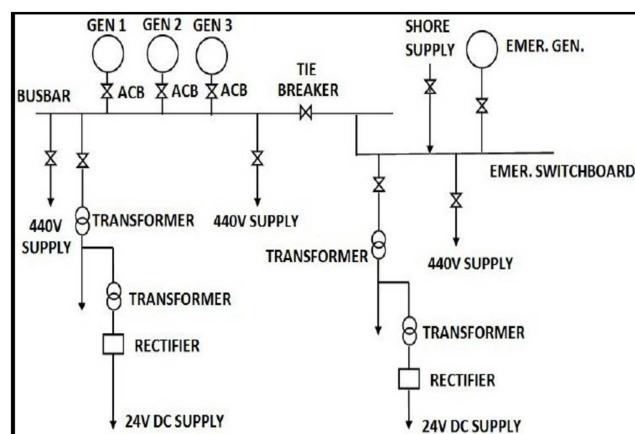 GEN 1
GEN 2
GEN 3
SHORE
SUPPLY
EMER. GEN.
TIE
BREAKER
BUSBAR
ACB
ACB
ACB
EMER. SWITCHBOARD
440V
SUPPLY
TRANSFORMER
440V SUPPLY
TRANSFORMER
440V SUPPLY
TRANSFORMER
TRANSFORMER
RECTIFIER
RECTIFIER
24V DC SUPPLY
24V DC SUPPLY